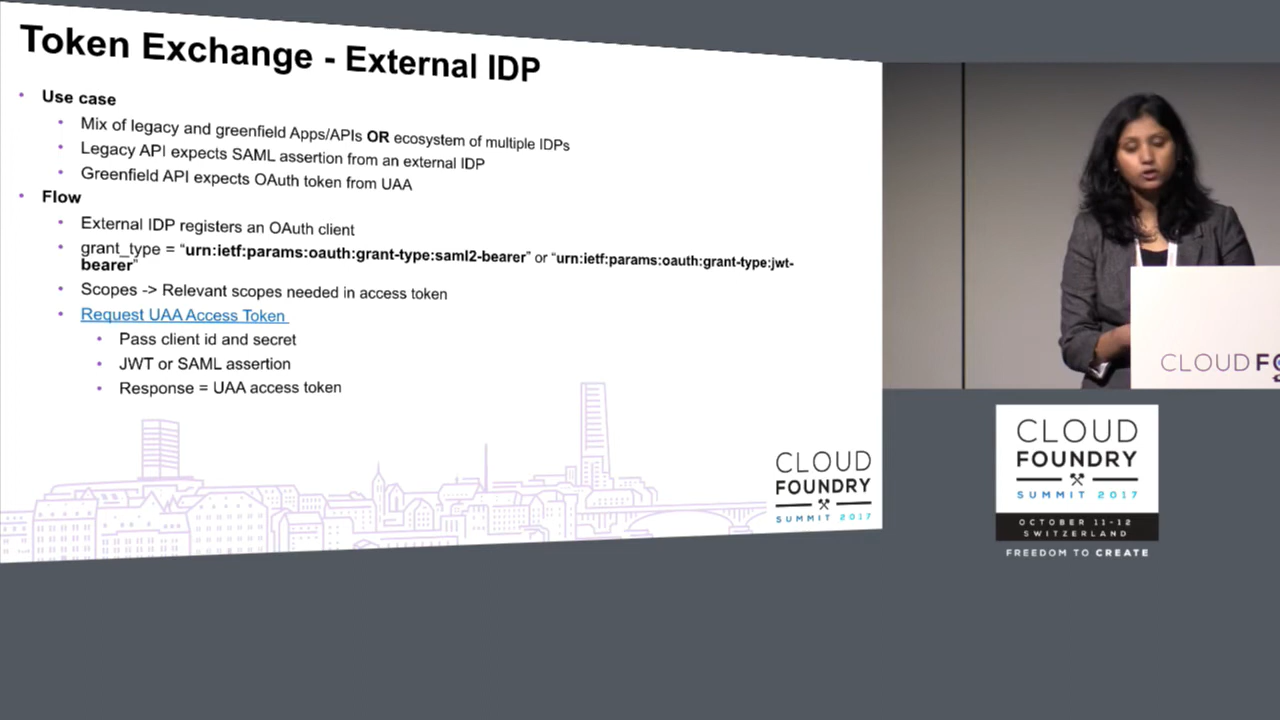 Token Exchange - External IDP
• Use case
• Mix of legacy and greenfield Apps/APIs OR ecosystem of multiple IDPs
• Legacy API expects SAML assertion from an external IDP
• Greenfield API expects OAuth token from UAA
• Flow
• External IDP registers an OAuth client
• grant_type = “urn:ietf:params:oauth:grant-type:saml2-bearer” or “urn:ietf:params:oauth:grant-type:jwt-
bearer”
• Scopes -> Relevant scopes needed in access token
• Request UAA Access Token
• Pass client id and secret
• JWT or SAML assertion
• Response = UAA access token
CLOUD
FOUNDRY
SUMMIT 2017
CLOUD FO
CLOUD
FOUNDRY
SUMMIT 2017
OCTOBER 11-12
SWITZERLAND
FREEDOM TO CREATE